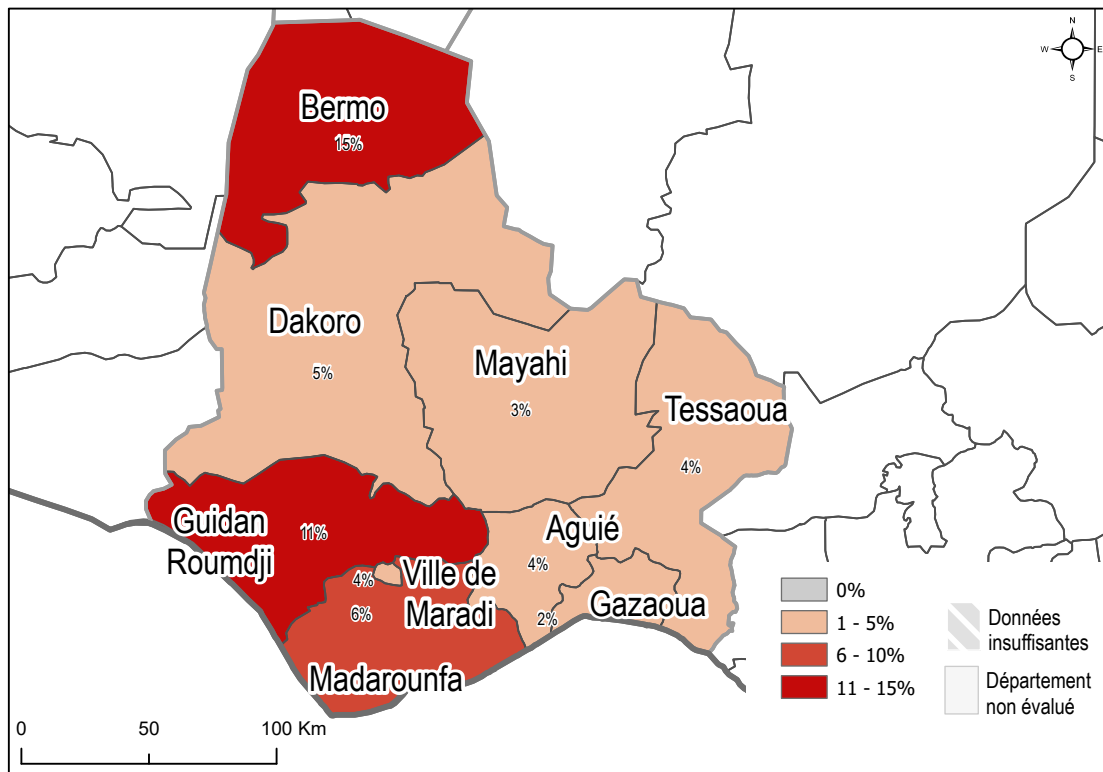 N
W E
S
Bermo
15%
Dakoro
5%
Mayahi
3%
Tessaoua
4%
Guidan
Roumdji
11%
Aguié
4%
Ville de
Maradi
4%
6%
Gazaoua
2%
Madarounfa
0%
1 - 5%
6 - 10%
11 - 15%
Données
insuffisantes
Département
non évalué
0 50 100 Km